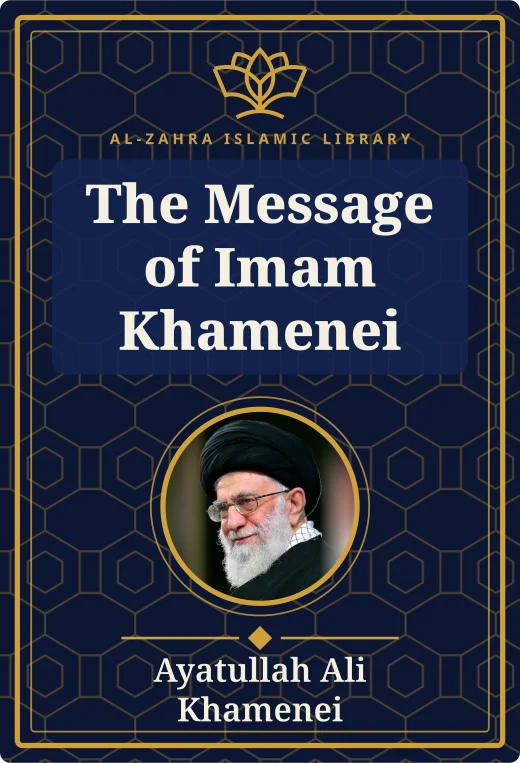 AL-ZAHRA ISLAMIC LIBRARY
The Message
of Imam
Khamenei
Ayatullah Ali
Khamenei